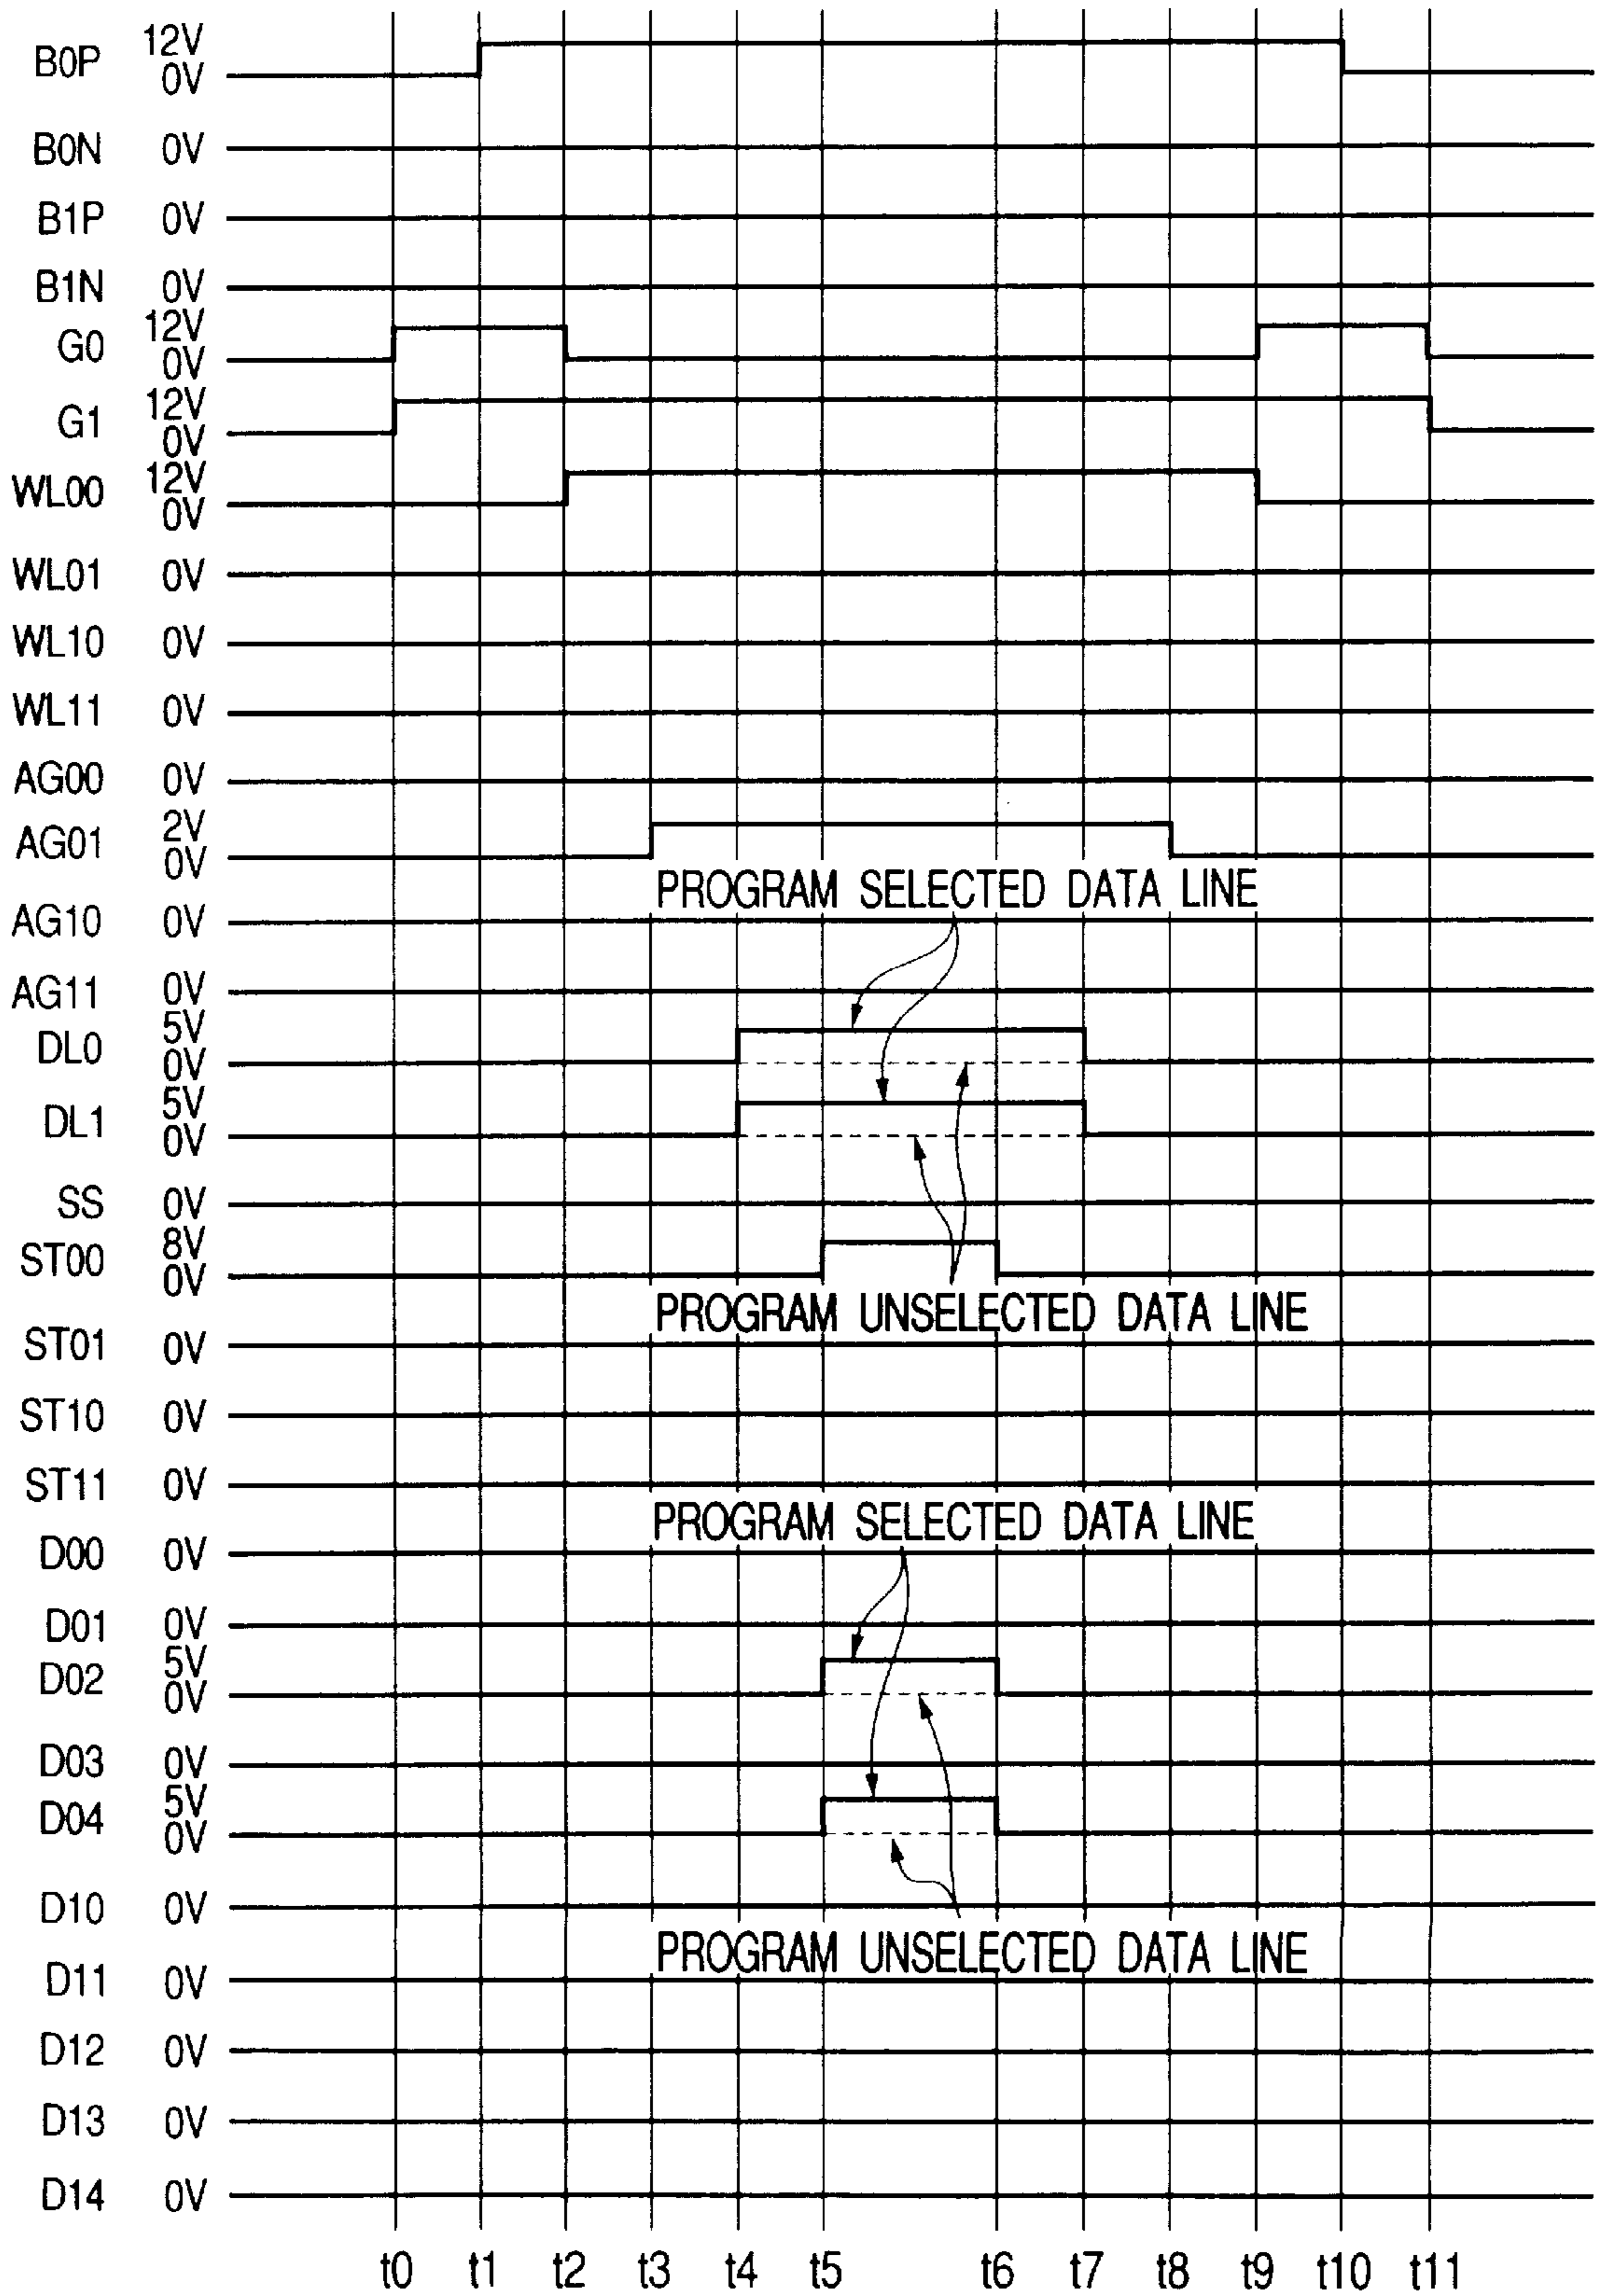 B0P 12V 0V
B0N 0V
B1P 0V
B1N 0V
G0 12V 0V
G1 12V 0V
WL00 12V 0V
WL01 0V
WL10 0V
WL11 0V
AG00 0V
AG01 2V 0V
PROGRAM SELECTED DATA LINE
AG10 0V
AG11 0V
DL0 5V 0V
DL1 5V 0V
SS 0V
ST00 8V 0V
PROGRAM UNSELECTED DATA LINE
ST01 0V
ST10 0V
ST11 0V
PROGRAM SELECTED DATA LINE
D00 0V
D01 0V
D02 5V 0V
D03 0V
D04 5V 0V
D10 0V
PROGRAM UNSELECTED DATA LINE
D11 0V
D12 0V
D13 0V
D14 0V
t0 t1 t2 t3 t4 t5 t6 t7 t8 t9 t10 t11